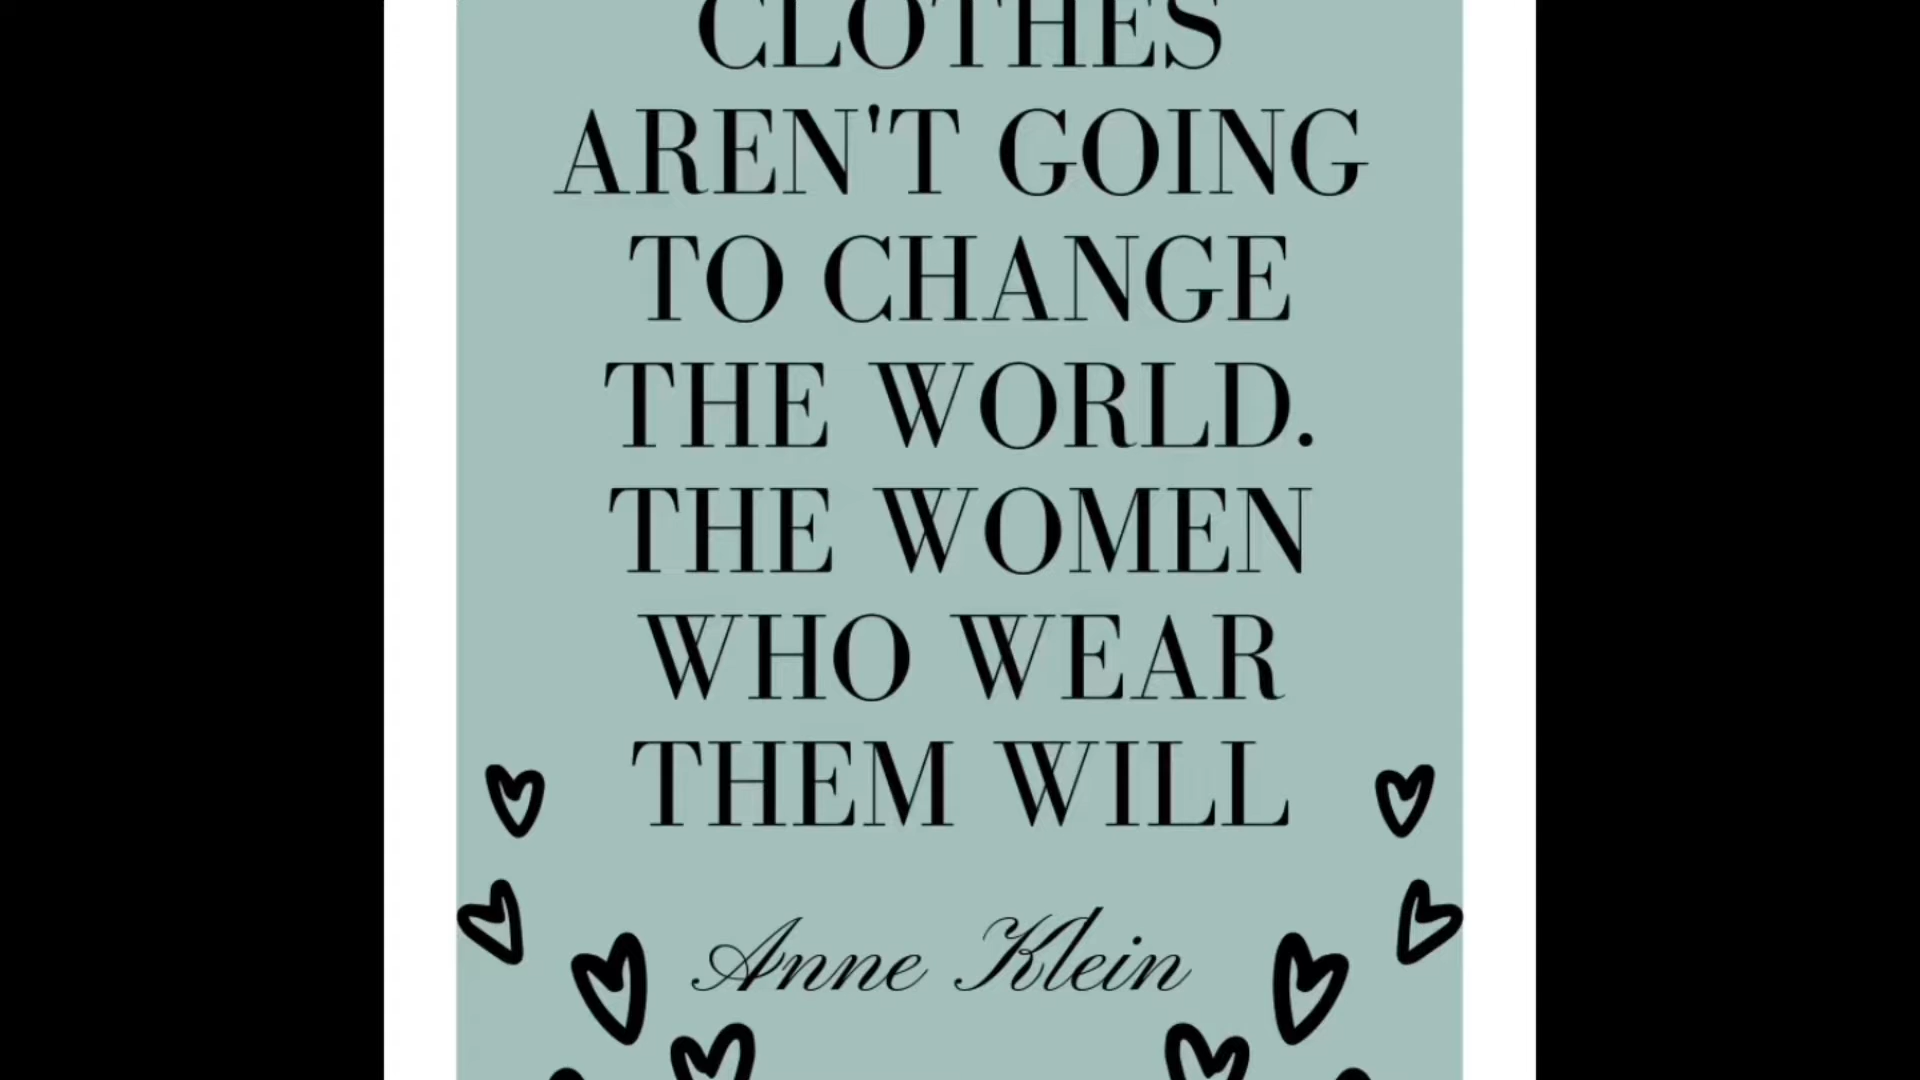 CLOTHES
AREN'T GOING
TO CHANGE
THE WORLD.
THE WOMEN
WHO WEAR
THEM WILL
Anne Klein